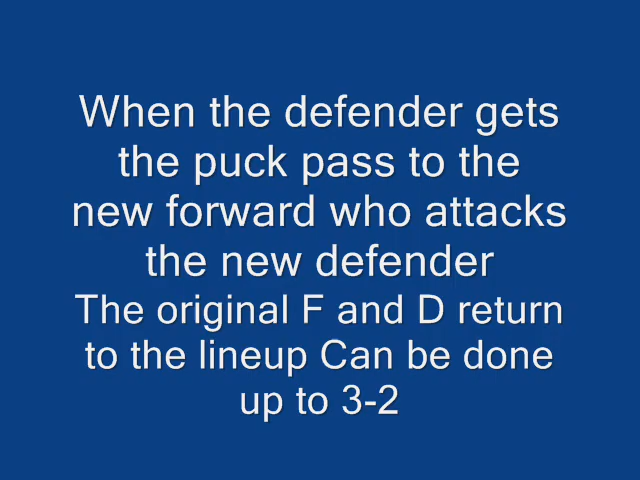 When the defender gets
the puck pass to the
new forward who attacks
the new defender
The original F and D return
to the lineup Can be done
up to 3-2